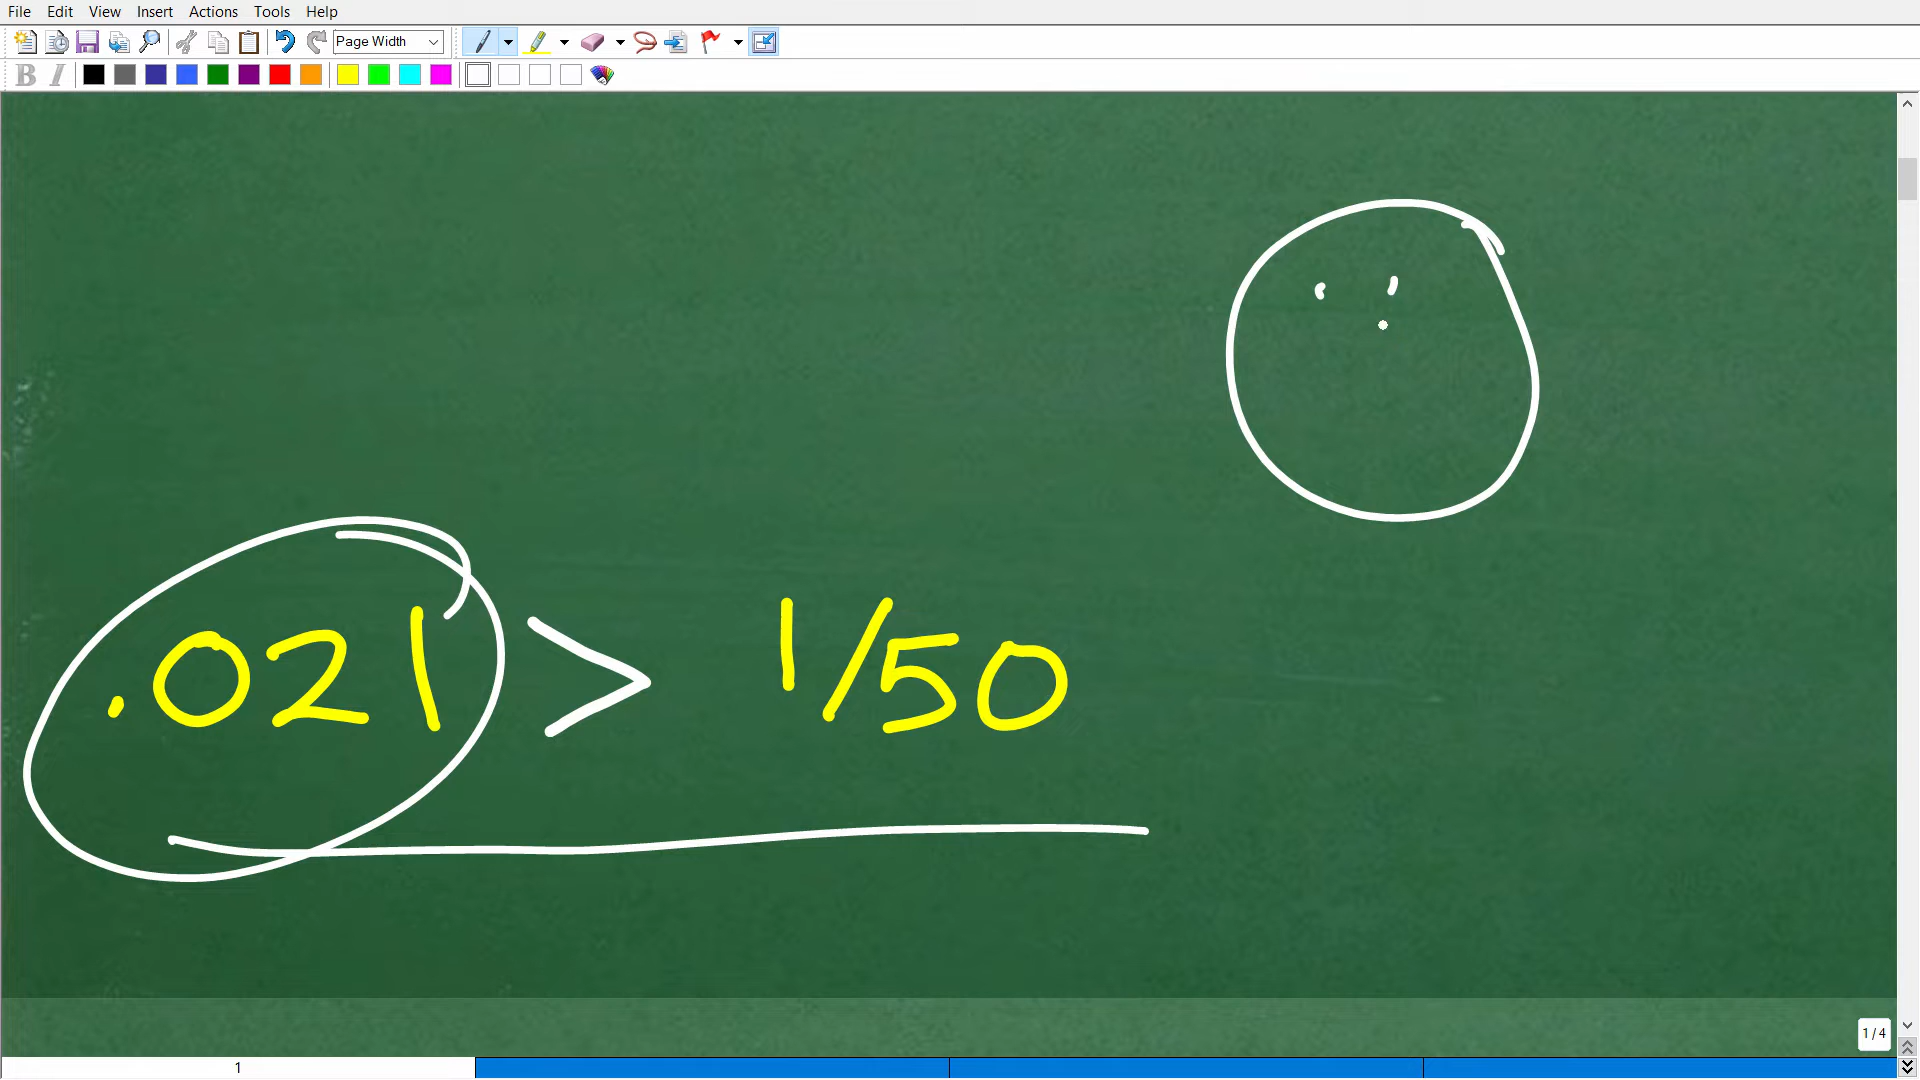 File Edit View Insert Actions Tools Help
Page Width
B I
.021 > 1/50
1 / 4
1